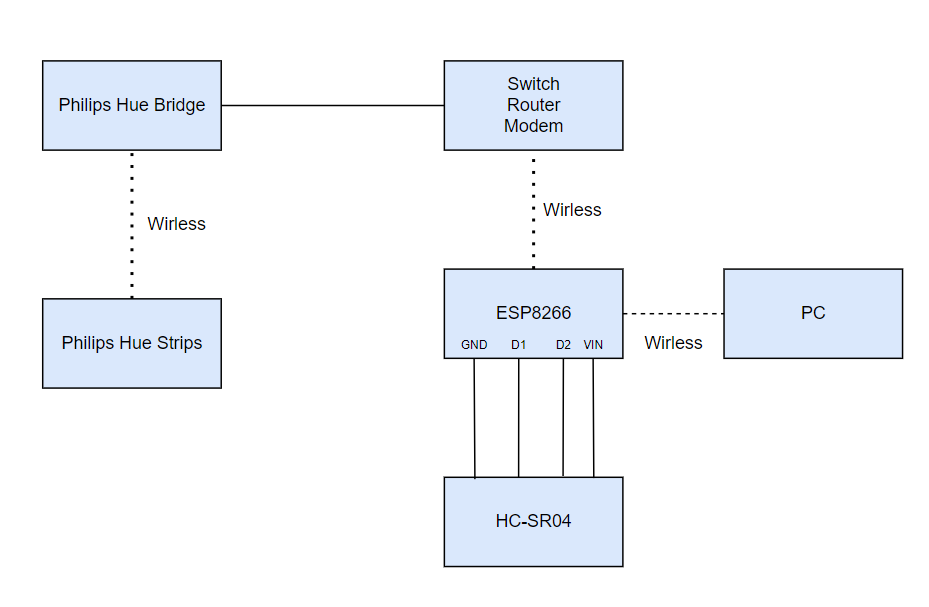 Philips Hue Bridge
Switch
Router
Modem
Wirless
Wirless
ESP8266
PC
GND D1 D2 VIN
Philips Hue Strips
Wirless
HC-SR04